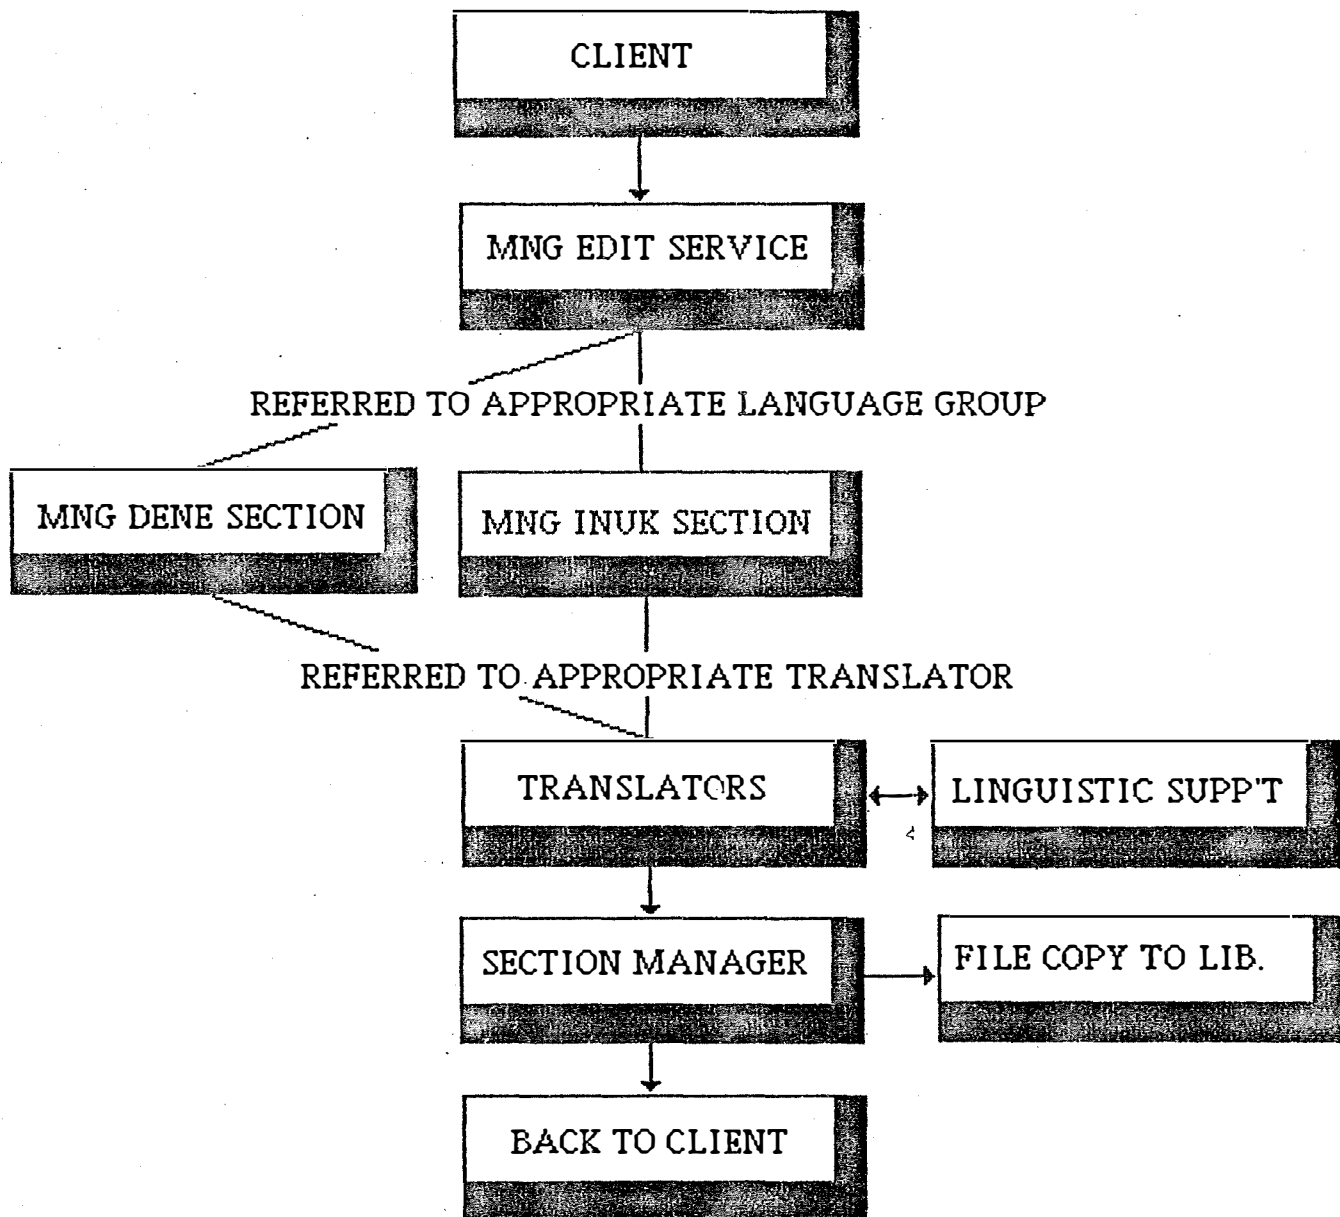 CLIENT
MNG EDIT SERVICE
REFERRED TO APPROPRIATE LANGUAGE GROUP
MNG DENE SECTION
MNG INUK SECTION
REFERRED TO APPROPRIATE TRANSLATOR
TRANSLATORS
LINGUISTIC SUPP'T
SECTION MANAGER
FILE COPY TO LIB.
BACK TO CLIENT